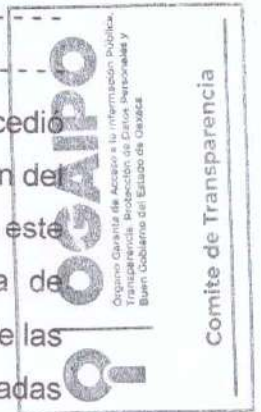 cedió
n del
este
a de
e las
adas
OGAIPO
Órgano Garante de Acceso a la Información Pública,
Transparencia, Protección de Datos Personales y
Buen Gobierno del Estado de Oaxaca
Comite de Transparencia